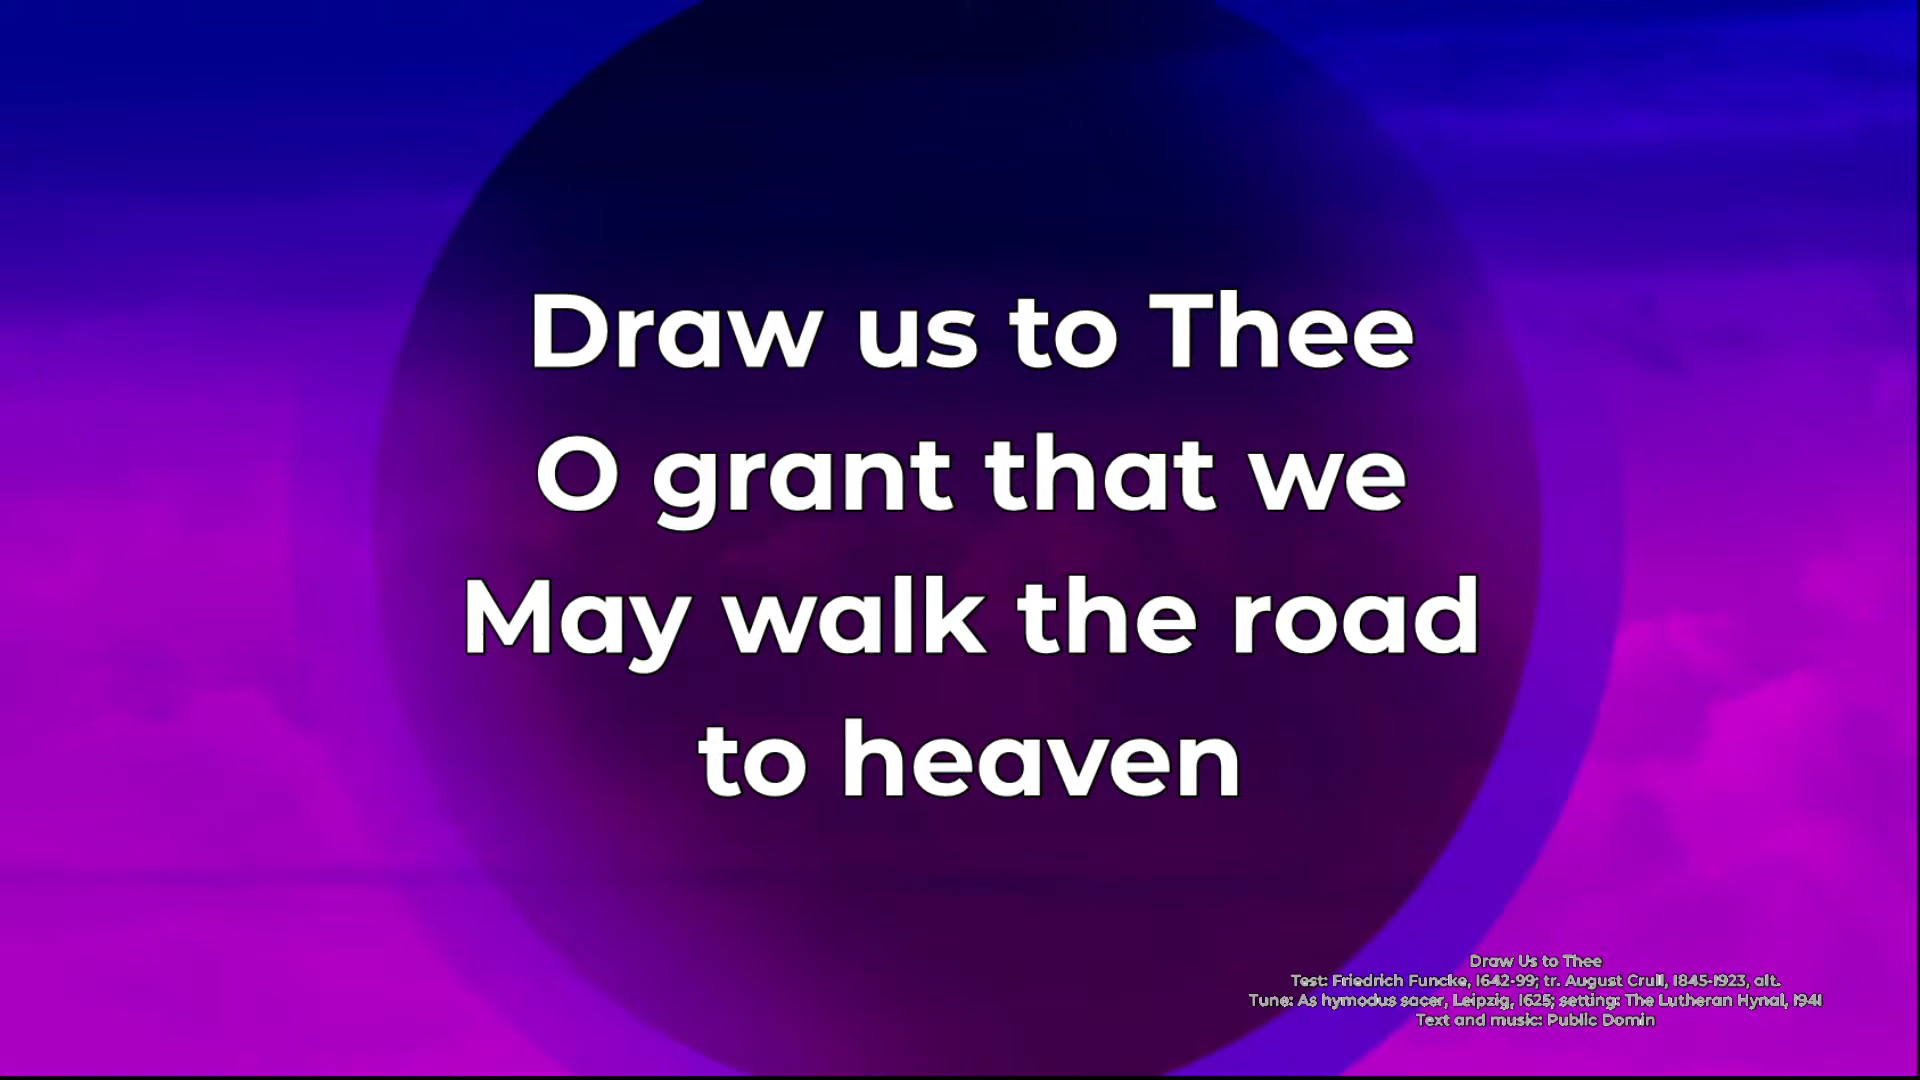 Draw us to Thee
O grant that we
May walk the road
to heaven
Draw Us to Thee
Test: Friedrich Funcke, 1642-99; tr. August Crull, 1845-1923, alt.
Tune: As hymodus sacer, Leipzig, 1625; setting: The Lutheran Hynal, 1941
Text and music: Public Domin